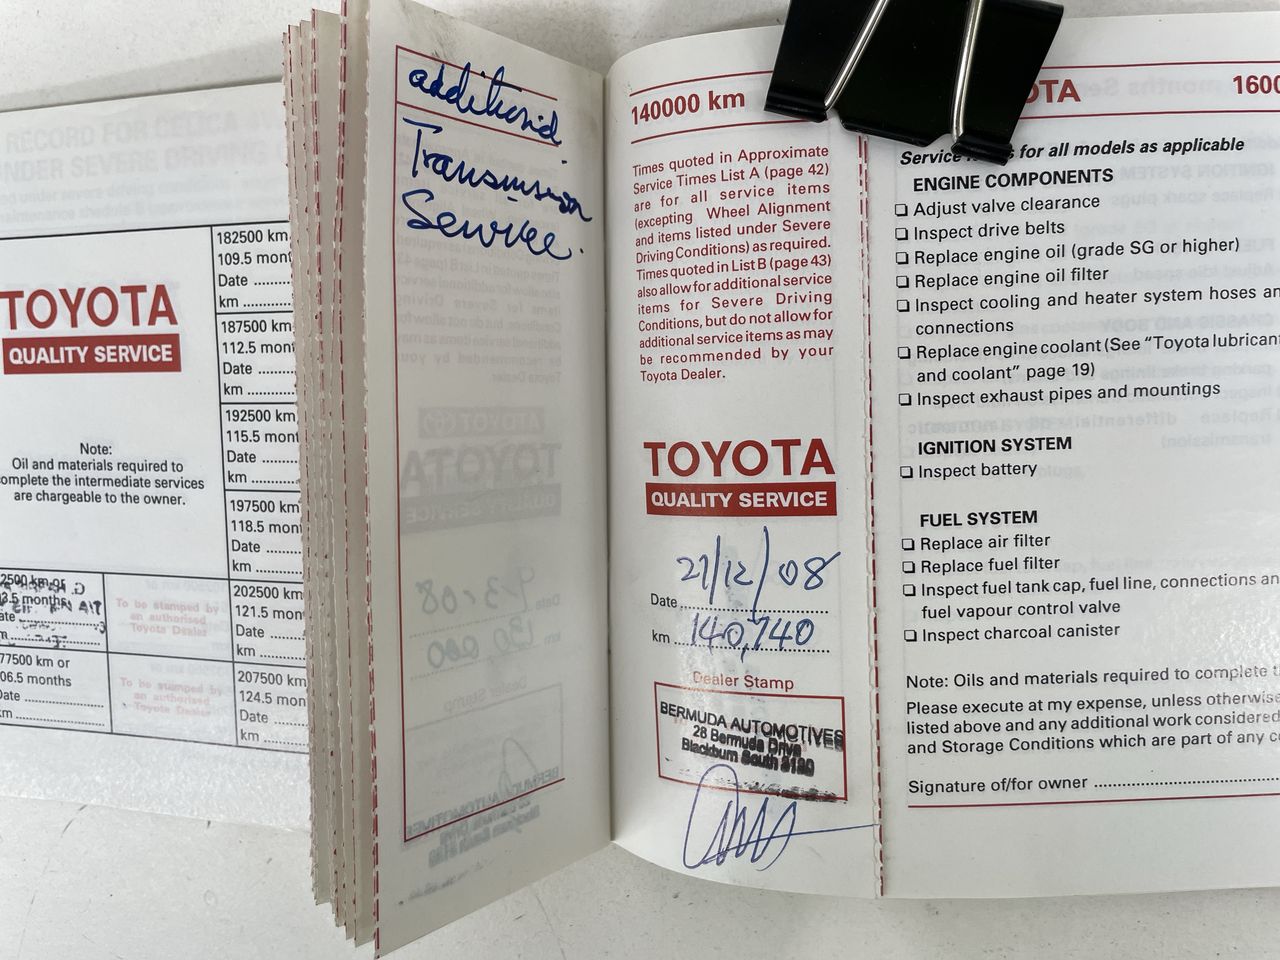 RECORD FOR CELICA
UNDER SEVERE DRIVING
TOYOTA
QUALITY SERVICE
Note:
Oil and materials required to
complete the intermediate services
are chargeable to the owner.
To be stamped by
an authorised
Toyota Dealer
77500 km or
06.5 months
Date
km
To be stamped by
an authorised
Toyota Dealer
182500 km
109.5 mont
Date
km
187500 km
112.5 mont
Date
km
192500 km
115.5 mont
Date
km
197500 km
118.5 mont
Date
km
202500 km
121.5 mont
Date
km
207500 km
124.5 mon
Date
km
additional
Transmission
Service.
140000 km
Times quoted in Approximate
Service Times List A (page 42)
are for all service items
(excepting Wheel Alignment
and items listed under Severe
Driving Conditions) as required.
Times quoted in List B (page 43)
also allow for additional service
items for Severe Driving
Conditions, but do not allow for
additional service items as may
be recommended by your
Toyota Dealer.
TOYOTA
QUALITY SERVICE
Date 21/12/08
km 140,740
Dealer Stamp
BERMUDA AUTOMOTIVES
28 Bermuda Drive
Blackburn South 3130
OTA 1600
Service for all models as applicable
ENGINE COMPONENTS
❑ Adjust valve clearance
❑ Inspect drive belts
❑ Replace engine oil (grade SG or higher)
❑ Replace engine oil filter
❑ Inspect cooling and heater system hoses an
connections
❑ Replace engine coolant (See “Toyota lubrican
and coolant” page 19)
❑ Inspect exhaust pipes and mountings
IGNITION SYSTEM
❑ Inspect battery
FUEL SYSTEM
❑ Replace air filter
❑ Replace fuel filter
❑ Inspect fuel tank cap, fuel line, connections an
fuel vapour control valve
❑ Inspect charcoal canister
Note: Oils and materials required to complete t
Please execute at my expense, unless otherwise
listed above and any additional work considered
and Storage Conditions which are part of any c
Signature of/for owner